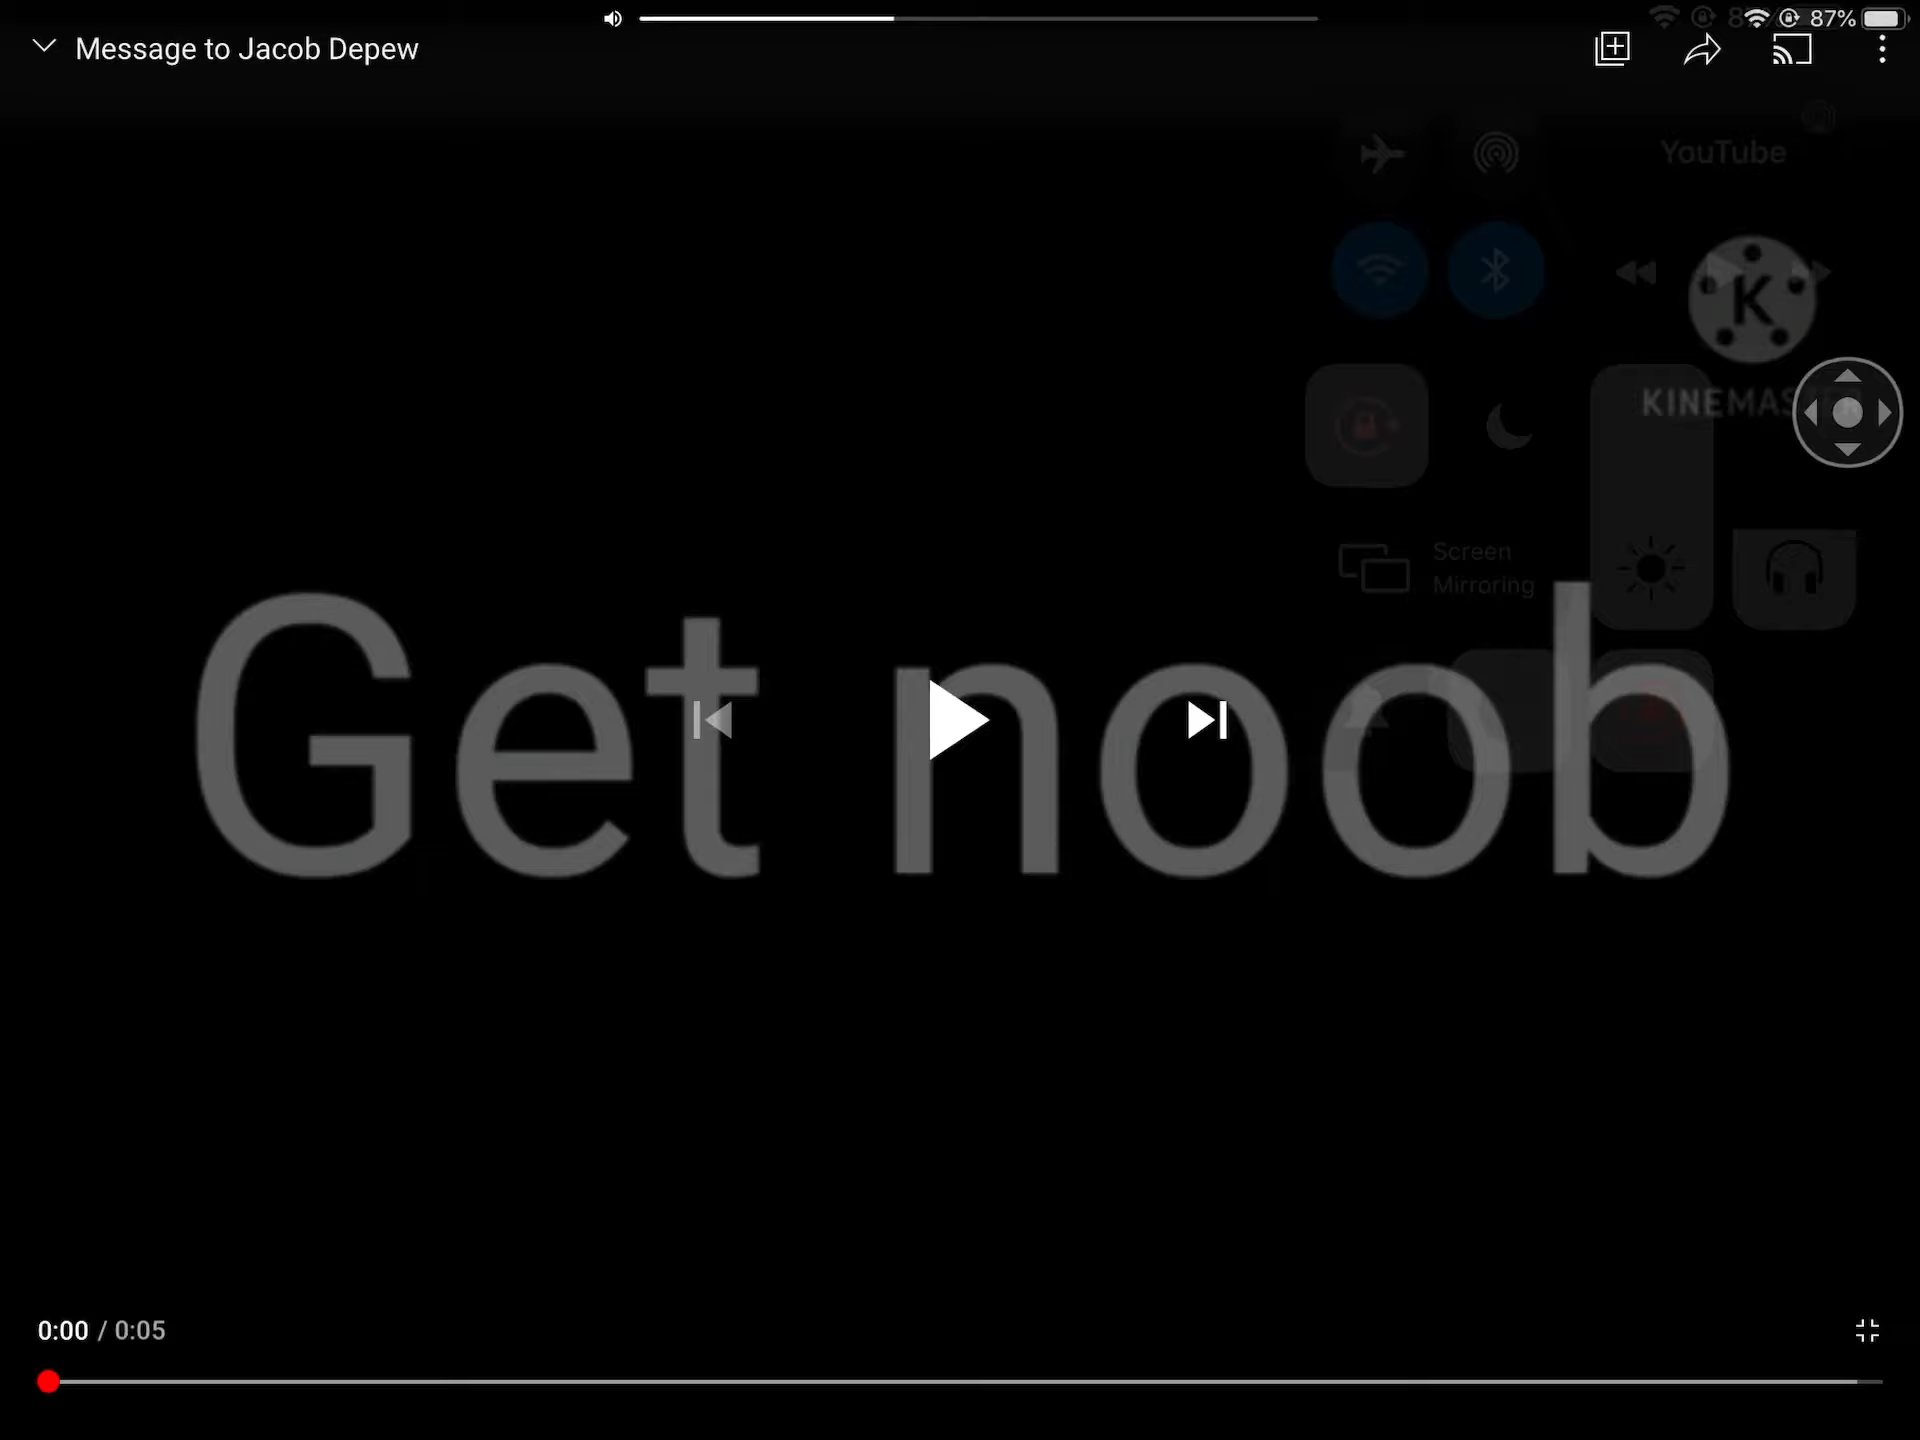 Message to Jacob Depew
87%
YouTube
KINEMAS
Screen
Mirroring
Get noob
0:00 / 0:05